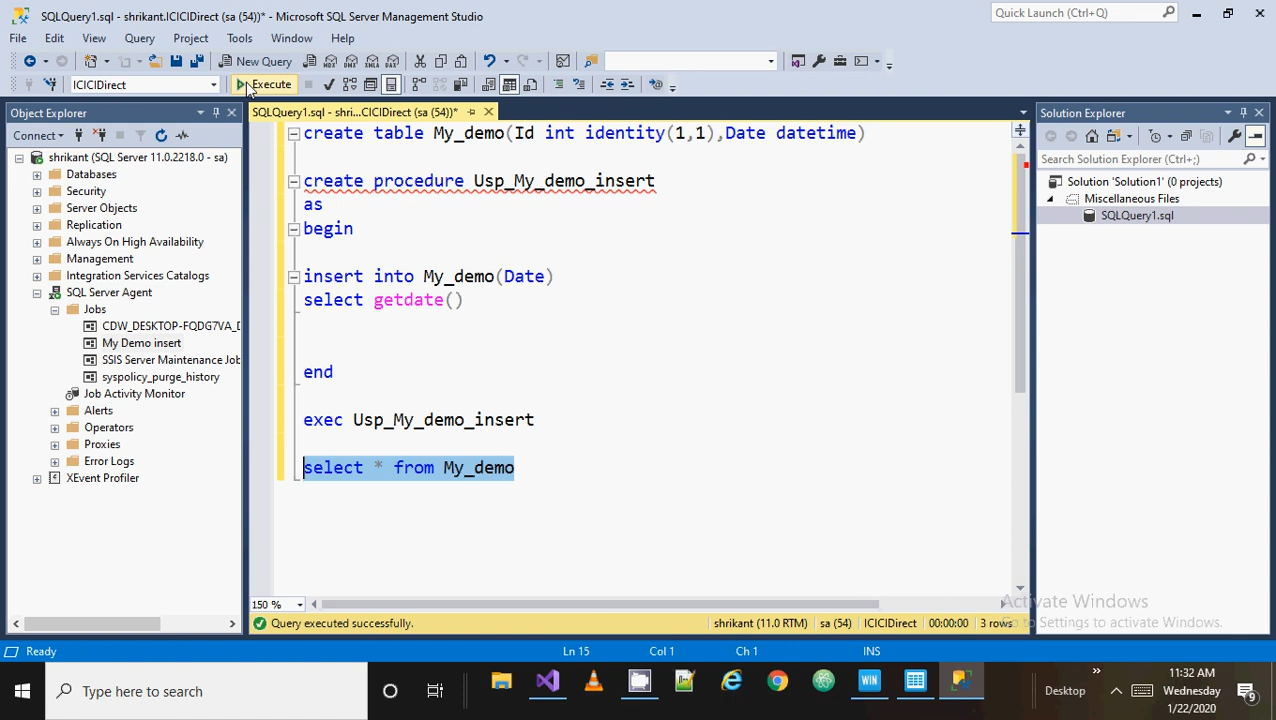 SQLQuery1.sql - shrikant.ICICIDirect (sa (54))* - Microsoft SQL Server Management Studio
Quick Launch (Ctrl+Q)
File Edit View Query Project Tools Window Help
New Query
MDX DMX XMLA DAX
ICICIDirect
Execute
Object Explorer
SQLQuery1.sql - shri...CICIDirect (sa (54))*
Solution Explorer
Connect
Search Solution Explorer (Ctrl+;)
shrikant (SQL Server 11.0.2218.0 - sa)
Databases
Security
Server Objects
Replication
Always On High Availability
Management
Integration Services Catalogs
SQL Server Agent
Jobs
CDW_DESKTOP-FQDG7VA_D
My Demo insert
SSIS Server Maintenance Job
syspolicy_purge_history
Job Activity Monitor
Alerts
Operators
Proxies
Error Logs
XEvent Profiler
create table My_demo(Id int identity(1,1),Date datetime)
create procedure Usp_My_demo_insert
as
begin
insert into My_demo(Date)
select getdate()
end
exec Usp_My_demo_insert
select * from My_demo
Solution 'Solution1' (0 projects)
Miscellaneous Files
SQLQuery1.sql
150 %
Activate Windows
Go to Settings to activate Windows.
Query executed successfully.
shrikant (11.0 RTM) sa (54) ICICIDirect 00:00:00 3 rows
Ready
Ln 15 Col 1 Ch 1 INS
Type here to search
WIN
Desktop
11:32 AM
Wednesday
1/22/2020
9